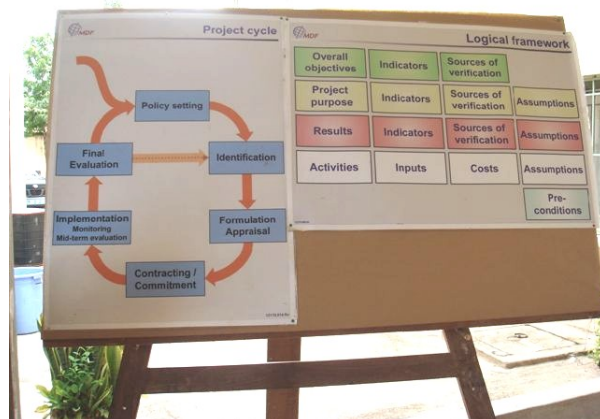 MDF
Project cycle
Policy setting
Final
Evaluation
Identification
Implementation
Monitoring
Mid-term evaluation
Formulation
Appraisal
Contracting /
Commitment
MDF
Logical framework
Overall
objectives
Indicators
Sources of
verification
Project
purpose
Indicators
Sources of
verification
Assumptions
Results
Indicators
Sources of
verification
Assumptions
Activities
Inputs
Costs
Assumptions
Pre-
conditions